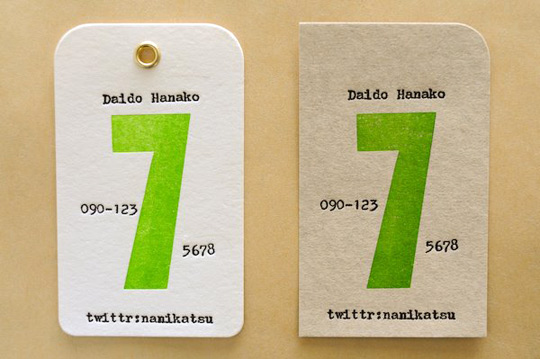 Daido Hanako
7
090-123
5678
twittr:nanikatsu
Daido Hanako
7
090-123
5678
twittr:nanikatsu